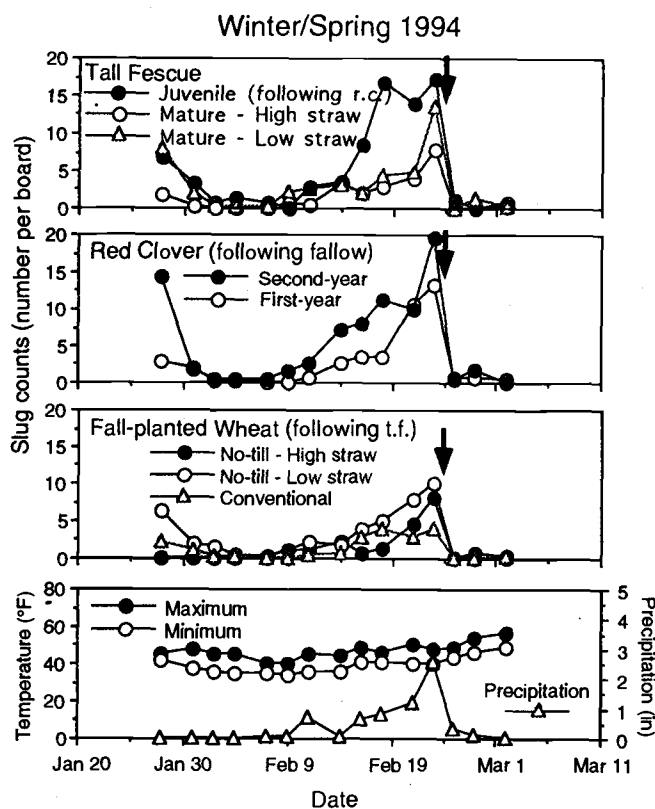 Winter/Spring 1994
Slug counts (number per board)
20
15
10
5
0
Tall Fescue
Juvenile (following r.c.)
Mature - High straw
Mature - Low straw
20
15
10
5
0
Red Clover (following fallow)
Second-year
First-year
20
15
10
5
0
Fall-planted Wheat (following t.f.)
No-till - High straw
No-till - Low straw
Conventional
Temperature (°F)
80
60
40
20
0
Maximum
Minimum
Precipitation
5
4
3
2
1
0
Precipitation (in)
Jan 20
Jan 30
Feb 9
Feb 19
Mar 1
Mar 11
Date